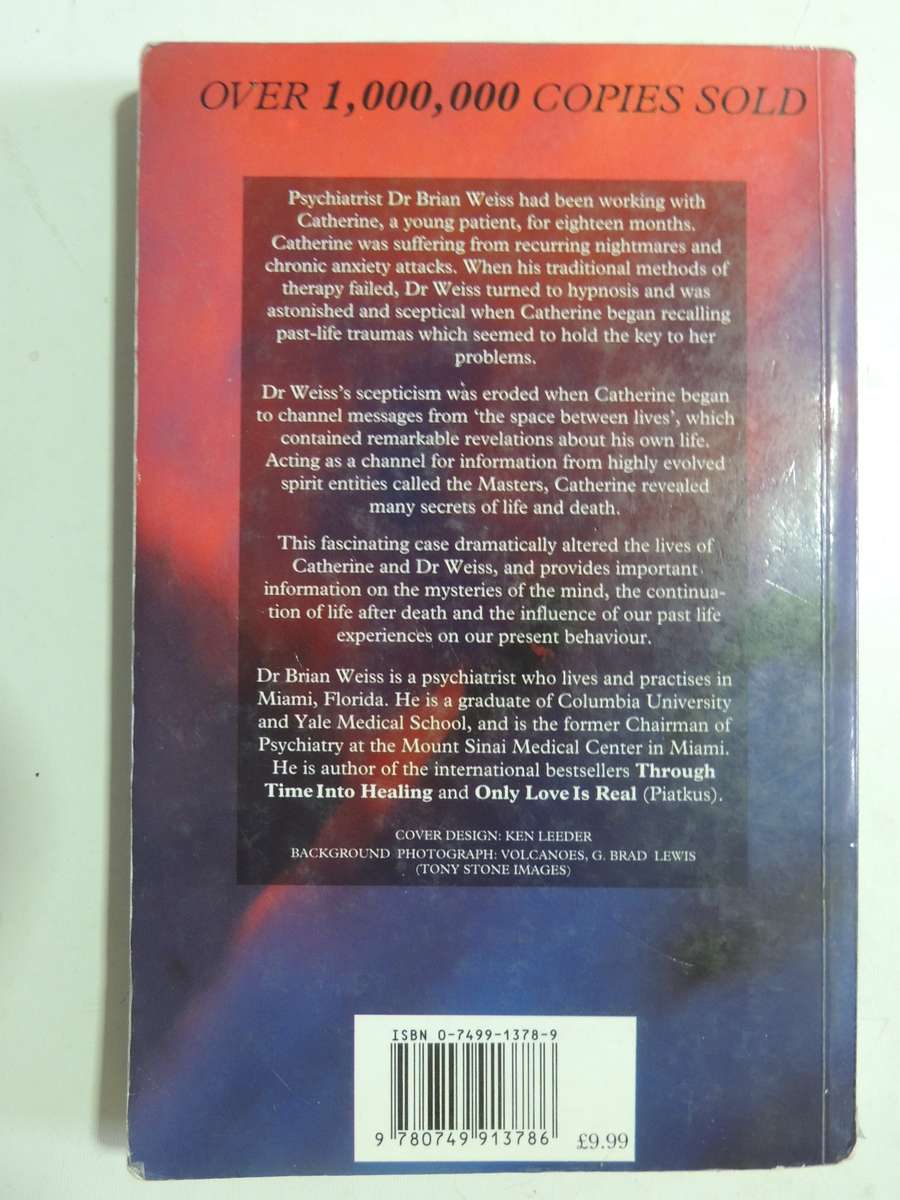 OVER 1,000,000 COPIES SOLD
Psychiatrist Dr Brian Weiss had been working with
Catherine, a young patient, for eighteen months.
Catherine was suffering from recurring nightmares and
chronic anxiety attacks. When his traditional methods of
therapy failed, Dr Weiss turned to hypnosis and was
astonished and sceptical when Catherine began recalling
past-life traumas which seemed to hold the key to her
problems.
Dr Weiss's scepticism was eroded when Catherine began
to channel messages from 'the space between lives', which
contained remarkable revelations about his own life.
Acting as a channel for information from highly evolved
spirit entities called the Masters, Catherine revealed
many secrets of life and death.
This fascinating case dramatically altered the lives of
Catherine and Dr Weiss, and provides important
information on the mysteries of the mind, the continua-
tion of life after death and the influence of our past life
experiences on our present behaviour.
Dr Brian Weiss is a psychiatrist who lives and practises in
Miami, Florida. He is a graduate of Columbia University
and Yale Medical School, and is the former Chairman of
Psychiatry at the Mount Sinai Medical Center in Miami.
He is author of the international bestsellers Through
Time Into Healing and Only Love Is Real (Piatkus).
COVER DESIGN: KEN LEEDER
BACKGROUND PHOTOGRAPH: VOLCANOES, G. BRAD LEWIS
(TONY STONE IMAGES)
ISBN 0-7499-1378-9
9 780749 913786
£9.99